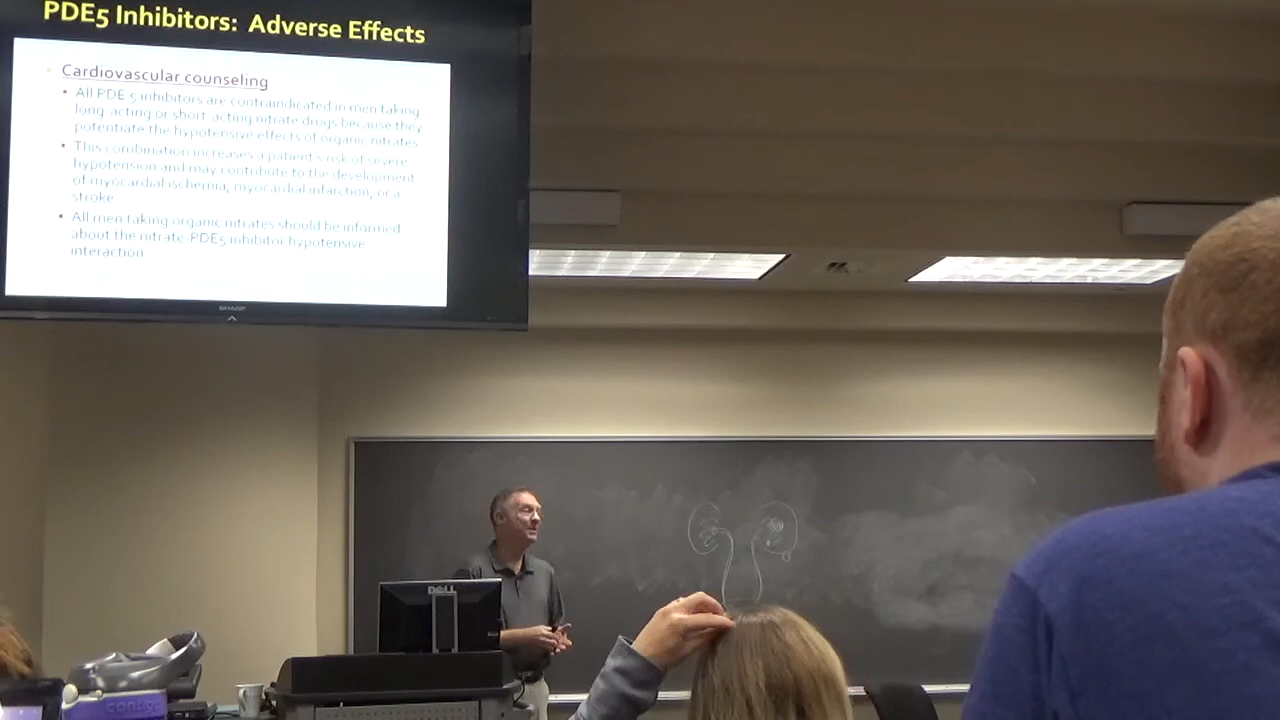 PDE5 Inhibitors: Adverse Effects
Cardiovascular counseling
All PDE 5 inhibitors are contraindicated in men taking
long-acting or short-acting nitrate drugs because they
potentiate the hypotensive effects of organic nitrates
This combination increases a patient's risk of severe
hypotension and may contribute to the development
of myocardial ischemia, myocardial infarction, or a
stroke
All men taking organic nitrates should be informed
about the nitrate-PDE5 inhibitor hypotensive
interaction
SHARP
DELL
contigo